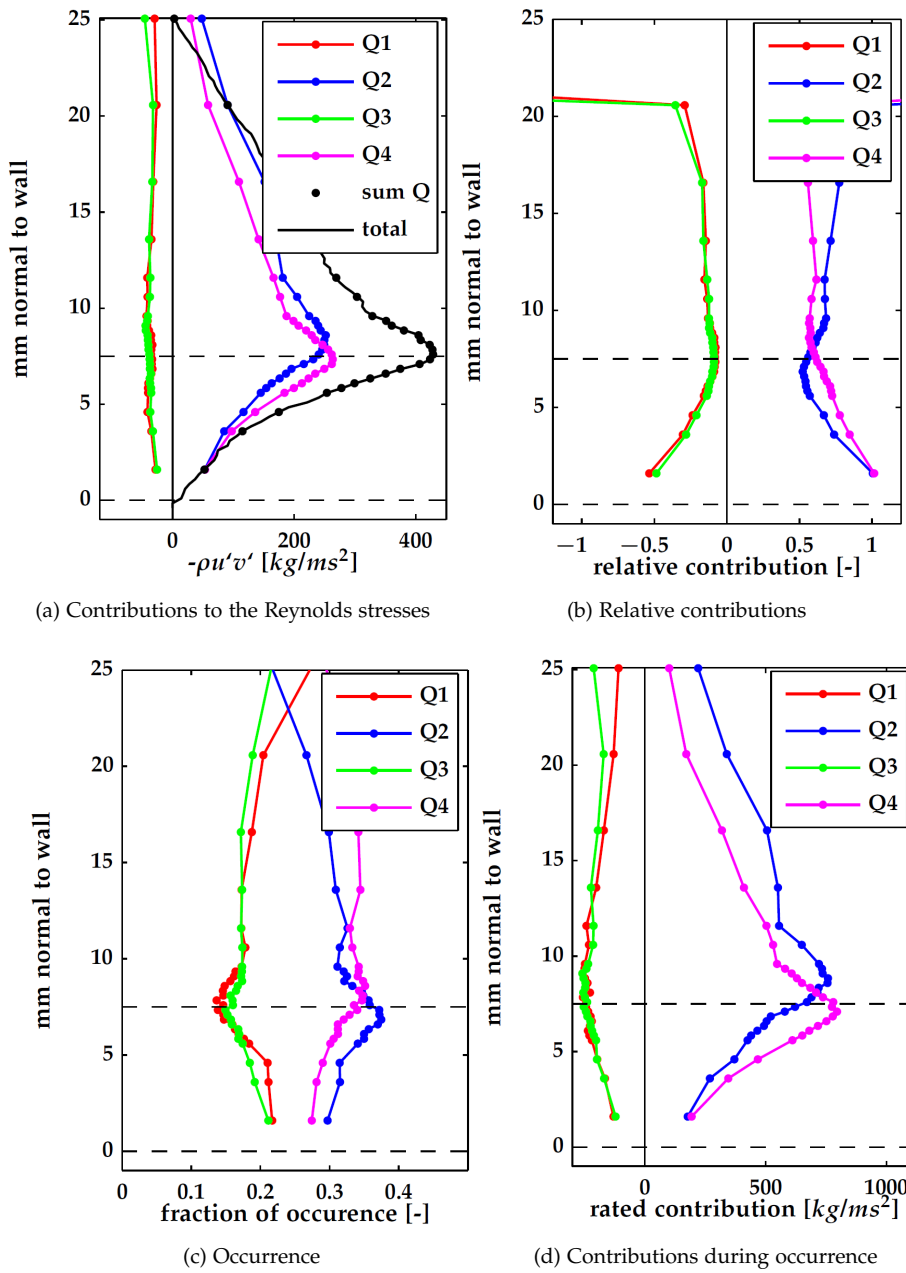 25
20
15
10
5
0
mm normal to wall
Q1
Q2
Q3
Q4
sum Q
total
0
200
400
-ρu‘v‘ [kg/ms²]
(a) Contributions to the Reynolds stresses
25
20
15
10
5
0
mm normal to wall
Q1
Q2
Q3
Q4
−1
−0.5
0
0.5
1
relative contribution [-]
(b) Relative contributions
25
20
15
10
5
0
mm normal to wall
Q1
Q2
Q3
Q4
0
0.1
0.2
0.3
0.4
fraction of occurence [-]
(c) Occurrence
25
20
15
10
5
0
mm normal to wall
Q1
Q2
Q3
Q4
0
500
1000
rated contribution [kg/ms²]
(d) Contributions during occurrence